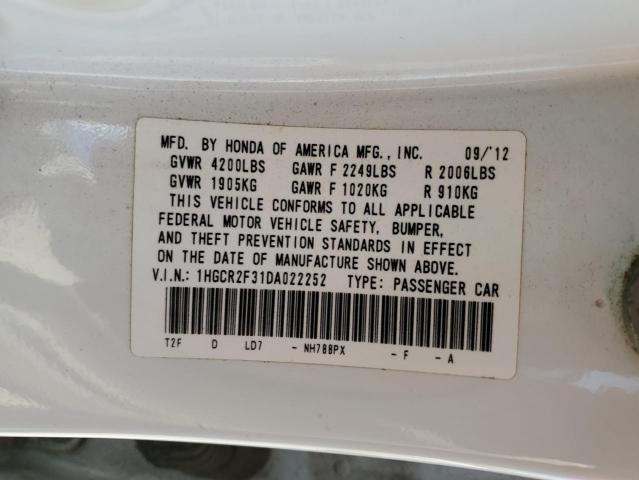 MFD. BY HONDA OF AMERICA MFG., INC. 09/'12
GVWR 4200LBS GAWR F 2249LBS R 2006LBS
GVWR 1905KG GAWR F 1020KG R 910KG
THIS VEHICLE CONFORMS TO ALL APPLICABLE
FEDERAL MOTOR VEHICLE SAFETY, BUMPER,
AND THEFT PREVENTION STANDARDS IN EFFECT
ON THE DATE OF MANUFACTURE SHOWN ABOVE.
V.I.N.: 1HGCR2F31DA022252 TYPE: PASSENGER CAR
T2F D LD7 - NH788PX - F - A